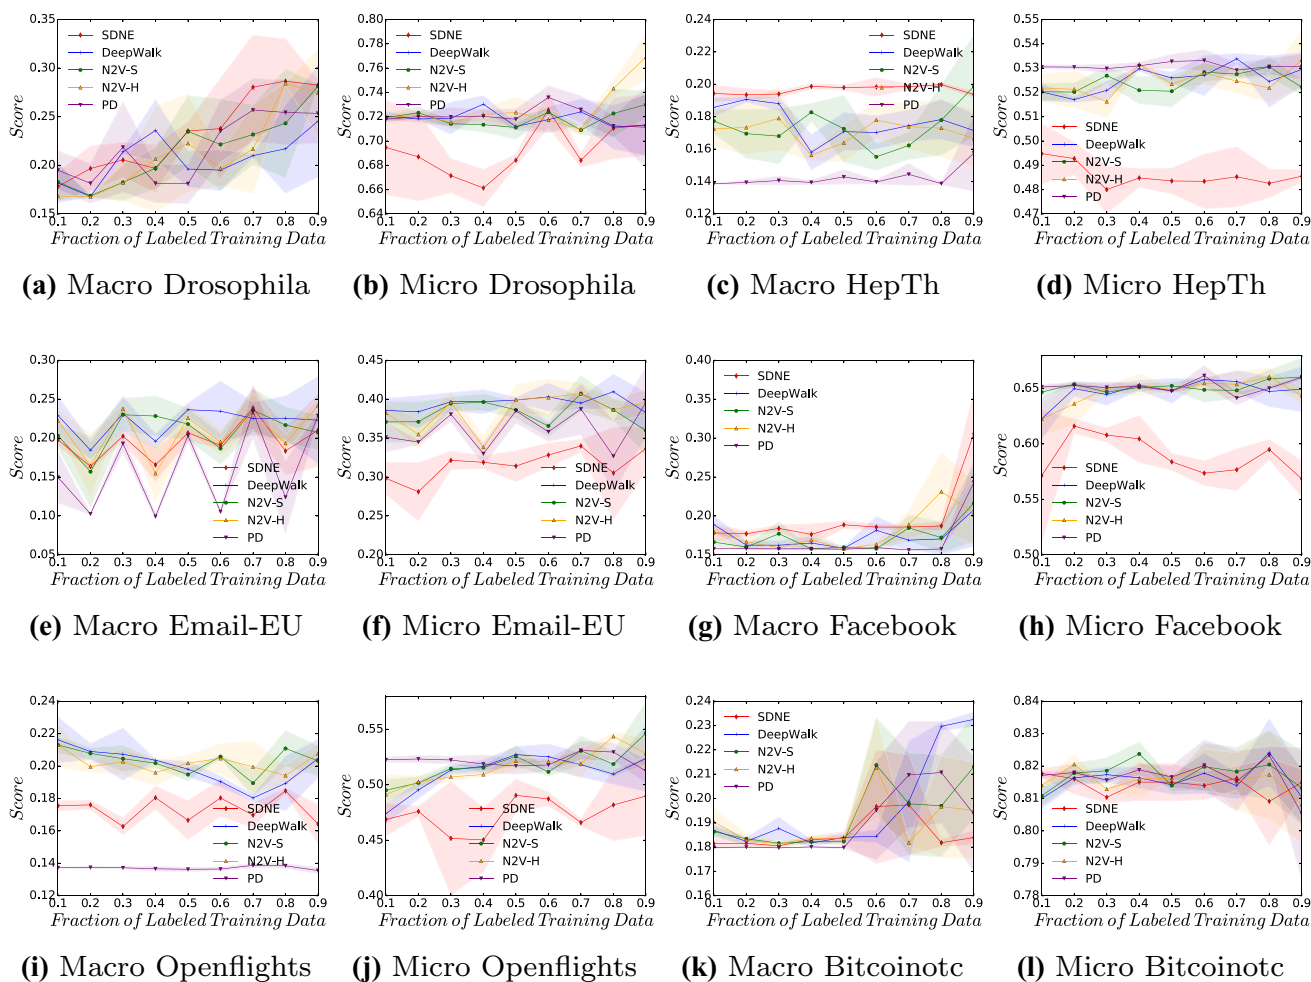 0.35
0.30
0.25
0.20
0.15
Score
SDNE
DeepWalk
N2V-S
N2V-H
PD
0.1 0.2 0.3 0.4 0.5 0.6 0.7 0.8 0.9
Fraction of Labeled Training Data
(a) Macro Drosophila
0.80
0.78
0.76
0.74
0.72
0.70
0.68
0.66
0.64
Score
SDNE
DeepWalk
N2V-S
N2V-H
PD
0.1 0.2 0.3 0.4 0.5 0.6 0.7 0.8 0.9
Fraction of Labeled Training Data
(b) Micro Drosophila
0.24
0.22
0.20
0.18
0.16
0.14
0.12
Score
SDNE
DeepWalk
N2V-S
N2V-H
PD
0.1 0.2 0.3 0.4 0.5 0.6 0.7 0.8 0.9
Fraction of Labeled Training Data
(c) Macro HepTh
0.55
0.54
0.53
0.52
0.51
0.50
0.49
0.48
0.47
Score
SDNE
DeepWalk
N2V-S
N2V-H
PD
0.1 0.2 0.3 0.4 0.5 0.6 0.7 0.8 0.9
Fraction of Labeled Training Data
(d) Micro HepTh
0.30
0.25
0.20
0.15
0.10
0.05
Score
SDNE
DeepWalk
N2V-S
N2V-H
PD
0.1 0.2 0.3 0.4 0.5 0.6 0.7 0.8 0.9
Fraction of Labeled Training Data
(e) Macro Email-EU
0.45
0.40
0.35
0.30
0.25
0.20
Score
SDNE
DeepWalk
N2V-S
N2V-H
PD
0.1 0.2 0.3 0.4 0.5 0.6 0.7 0.8 0.9
Fraction of Labeled Training Data
(f) Micro Email-EU
0.40
0.35
0.30
0.25
0.20
0.15
Score
SDNE
DeepWalk
N2V-S
N2V-H
PD
0.1 0.2 0.3 0.4 0.5 0.6 0.7 0.8 0.9
Fraction of Labeled Training Data
(g) Macro Facebook
0.65
0.60
0.55
0.50
Score
SDNE
DeepWalk
N2V-S
N2V-H
PD
0.1 0.2 0.3 0.4 0.5 0.6 0.7 0.8 0.9
Fraction of Labeled Training Data
(h) Micro Facebook
0.24
0.22
0.20
0.18
0.16
0.14
0.12
Score
SDNE
DeepWalk
N2V-S
N2V-H
PD
0.1 0.2 0.3 0.4 0.5 0.6 0.7 0.8 0.9
Fraction of Labeled Training Data
(i) Macro Openflights
0.55
0.50
0.45
0.40
Score
SDNE
DeepWalk
N2V-S
N2V-H
PD
0.1 0.2 0.3 0.4 0.5 0.6 0.7 0.8 0.9
Fraction of Labeled Training Data
(j) Micro Openflights
0.24
0.23
0.22
0.21
0.20
0.19
0.18
0.17
0.16
Score
SDNE
DeepWalk
N2V-S
N2V-H
PD
0.1 0.2 0.3 0.4 0.5 0.6 0.7 0.8 0.9
Fraction of Labeled Training Data
(k) Macro Bitcoinotc
0.84
0.83
0.82
0.81
0.80
0.79
0.78
Score
SDNE
DeepWalk
N2V-S
N2V-H
PD
0.1 0.2 0.3 0.4 0.5 0.6 0.7 0.8 0.9
Fraction of Labeled Training Data
(l) Micro Bitcoinotc